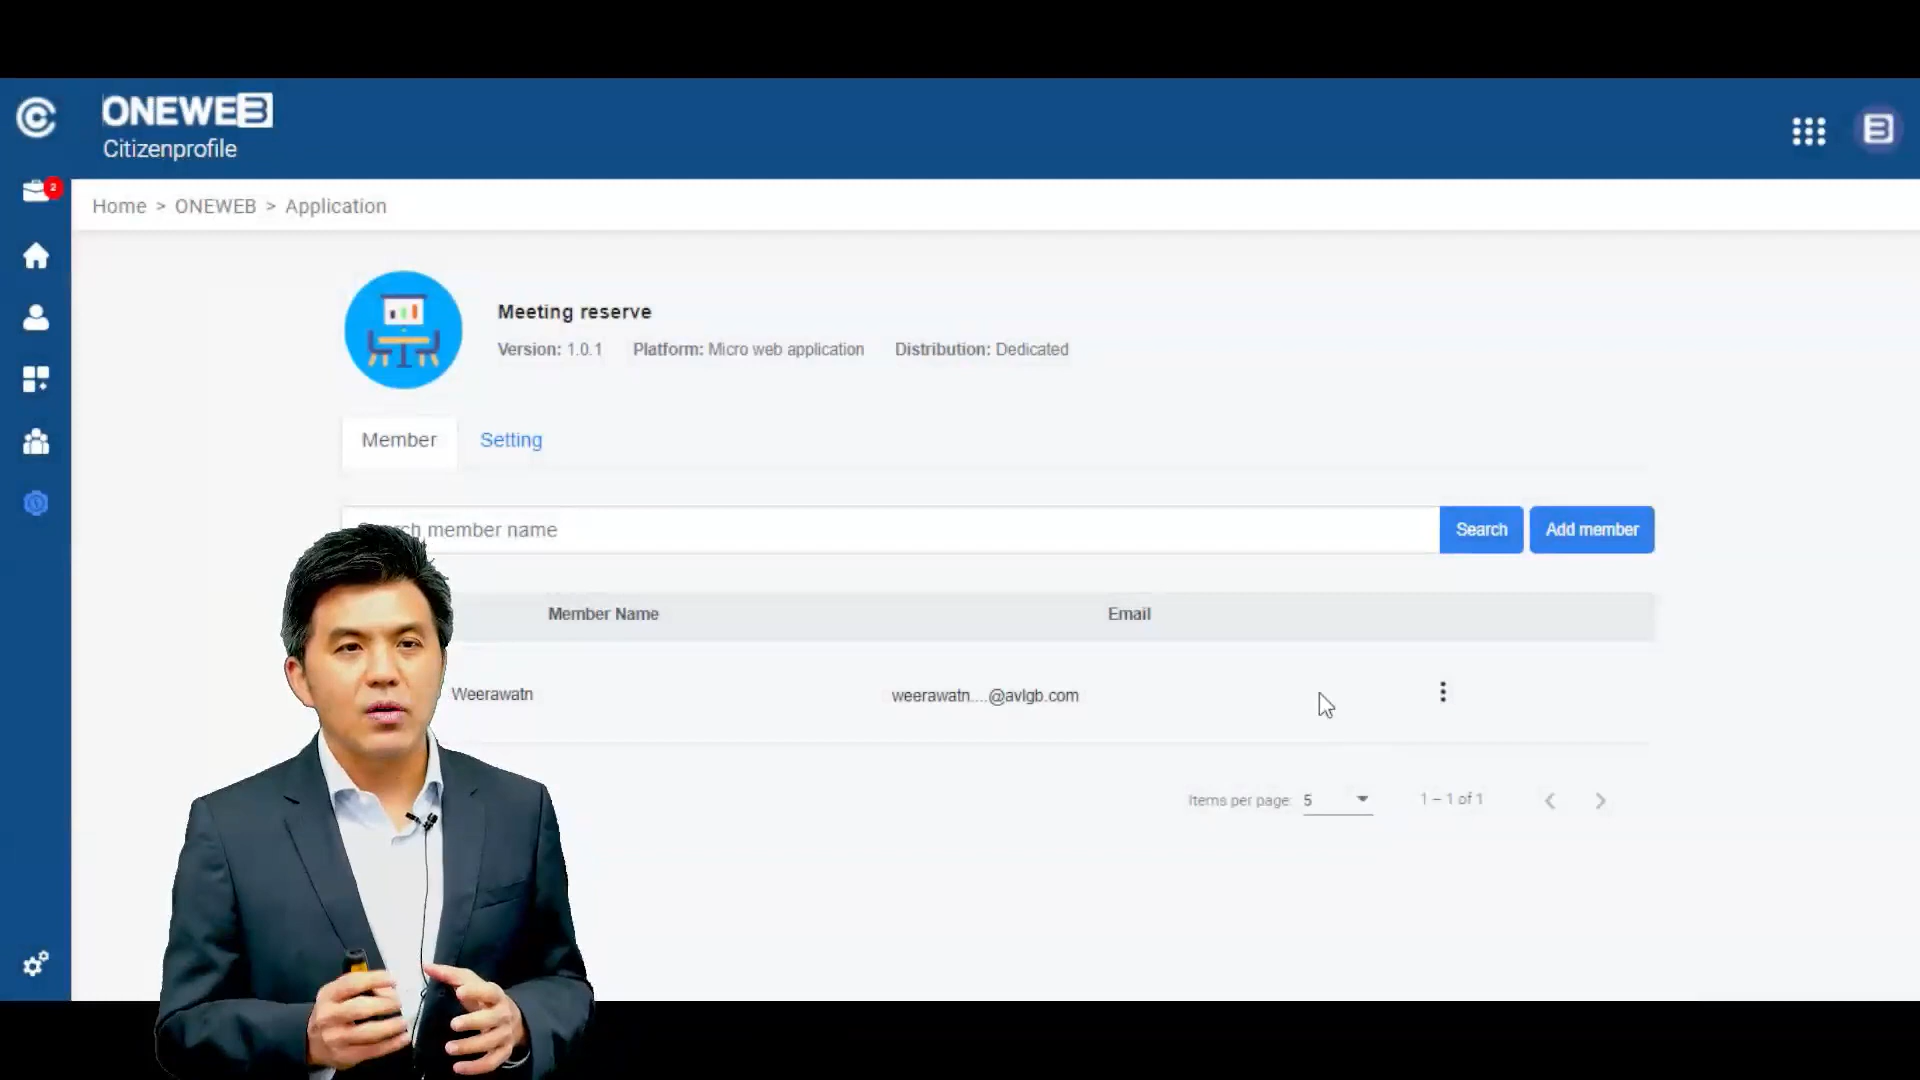 ONEWEB
Citizenprofile
2
Home > ONEWEB > Application
Meeting reserve
Version: 1.0.1 Platform: Micro web application Distribution: Dedicated
Member Setting
member name Search Add member
Member Name Email
Weerawatn weerawatn....@avlgb.com
Items per page: 5 1 – 1 of 1